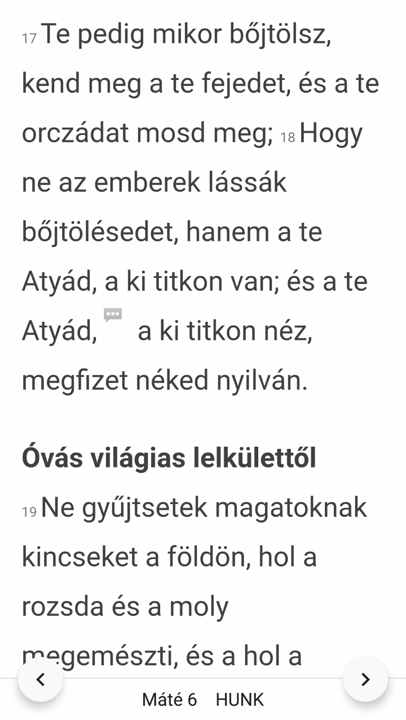 17 Te pedig mikor bőjtölsz,
kend meg a te fejedet, és a te
orczádat mosd meg; 18 Hogy
ne az emberek lássák
bőjtölésedet, hanem a te
Atyád, a ki titkon van; és a te
Atyád, a ki titkon néz,
megfizet néked nyilván.
Óvás világias lelkülettől
19 Ne gyűjtsetek magatoknak
kincseket a földön, hol a
rozsda és a moly
megemészti, és a hol a
Máté 6 HUNK